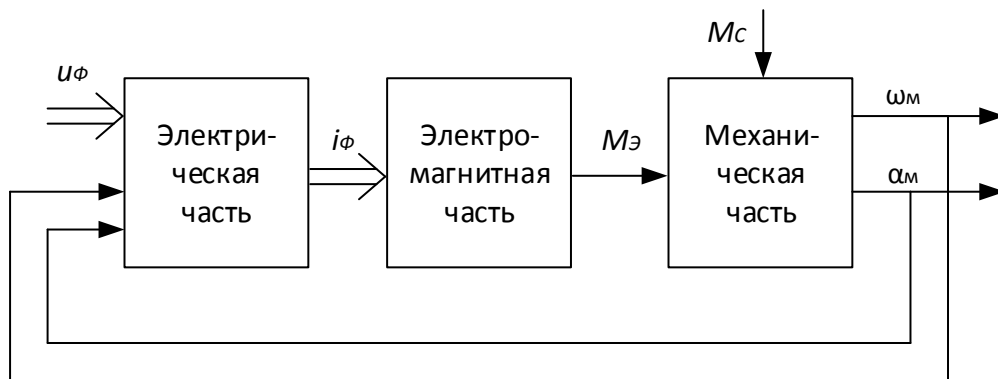 Mс
uФ
ωм
Электри-
ческая
часть
iФ
Электро-
магнитная
часть
MЭ
Механи-
ческая
часть
αм